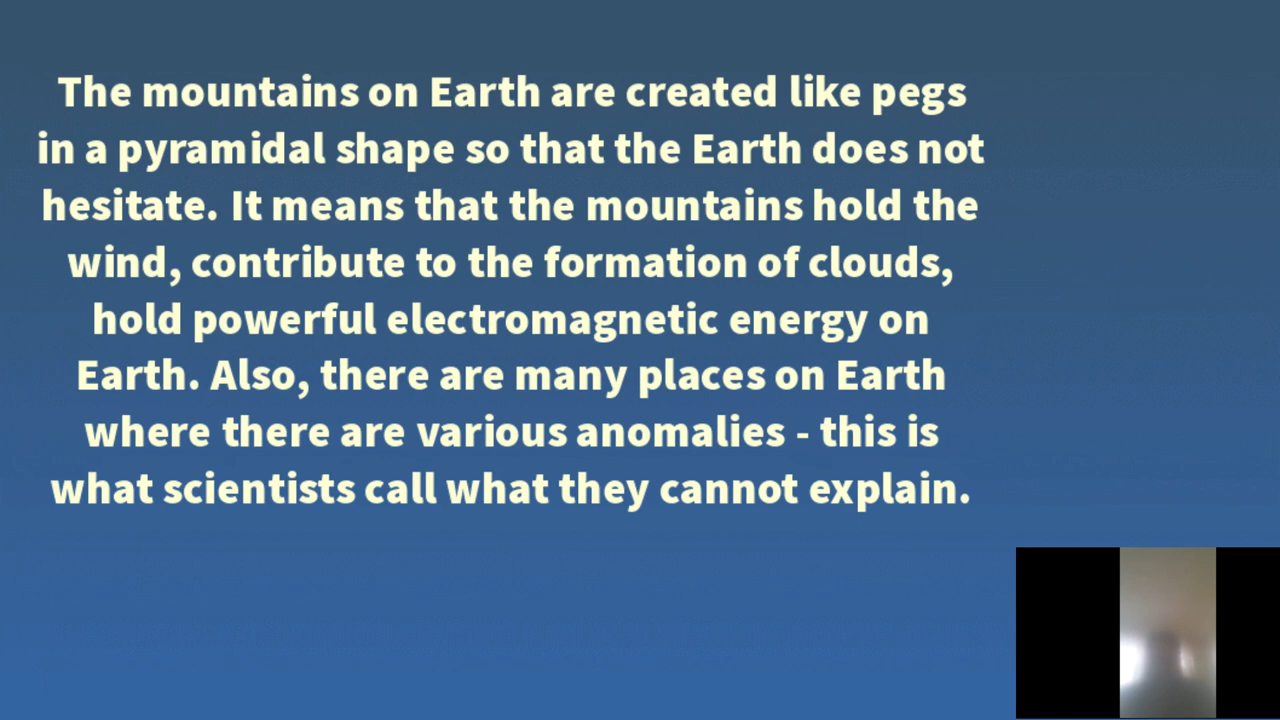 The mountains on Earth are created like pegs
in a pyramidal shape so that the Earth does not
hesitate. It means that the mountains hold the
wind, contribute to the formation of clouds,
hold powerful electromagnetic energy on
Earth. Also, there are many places on Earth
where there are various anomalies - this is
what scientists call what they cannot explain.